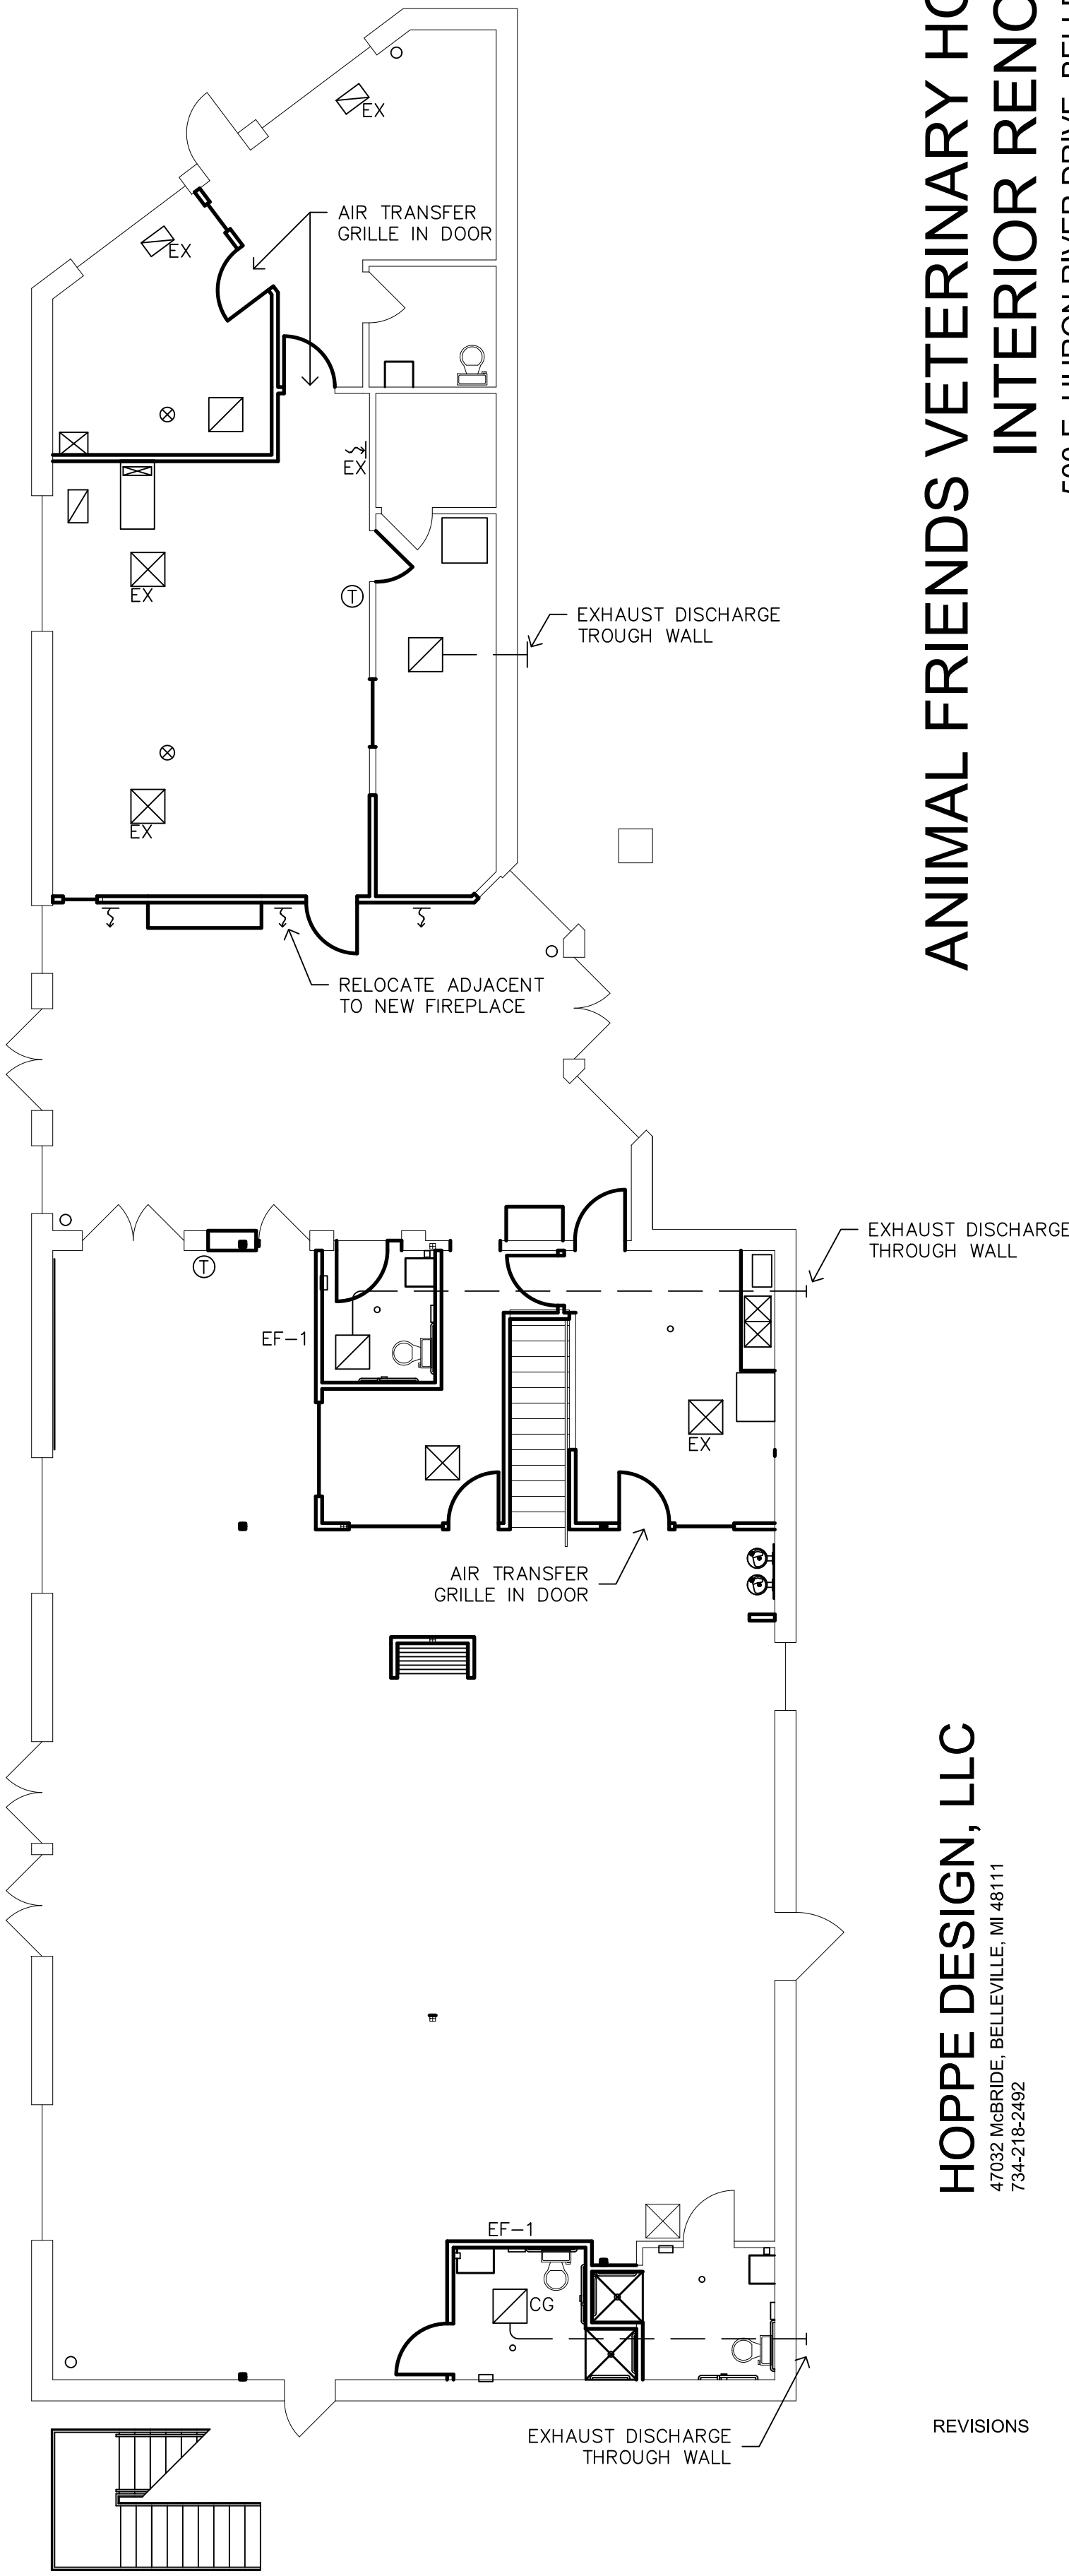 EX
AIR TRANSFER
GRILLE IN DOOR
EX
EX
EX
T
EXHAUST DISCHARGE
TROUGH WALL
EX
RELOCATE ADJACENT
TO NEW FIREPLACE
EXHAUST DISCHARGE
THROUGH WALL
T
EF-1
EX
AIR TRANSFER
GRILLE IN DOOR
EF-1
CG
EXHAUST DISCHARGE
THROUGH WALL
ANIMAL FRIENDS VETERINARY
INTERIOR
HOPPE DESIGN, LLC
47032 McBRIDE, BELLEVILLE, MI 48111
734-218-2492
REVISIONS